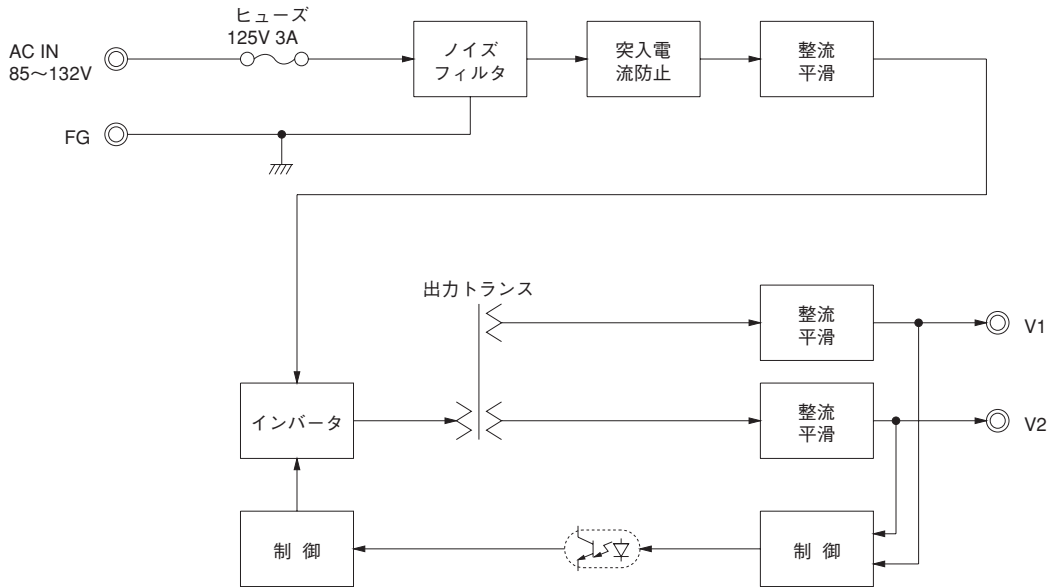 ヒューズ
125V 3A
AC IN
85～132V
ノイズ
フィルタ
突入電
流防止
整流
平滑
FG
出力トランス
整流
平滑
V1
インバータ
整流
平滑
V2
制 御
制 御